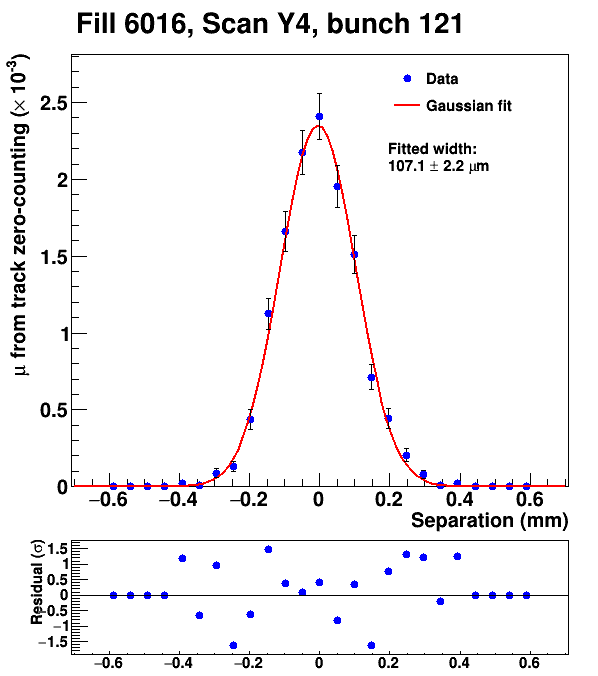 Fill 6016, Scan Y4, bunch 121
μ from track zero-counting (× 10⁻³)
Data
Gaussian fit
Fitted width:
107.1 ± 2.2 μm
2.5
2
1.5
1
0.5
0
−0.6 −0.4 −0.2 0 0.2 0.4 0.6
Separation (mm)
Residual (σ)
1.5
1
0.5
0
−0.5
−1
−1.5
−0.6 −0.4 −0.2 0 0.2 0.4 0.6